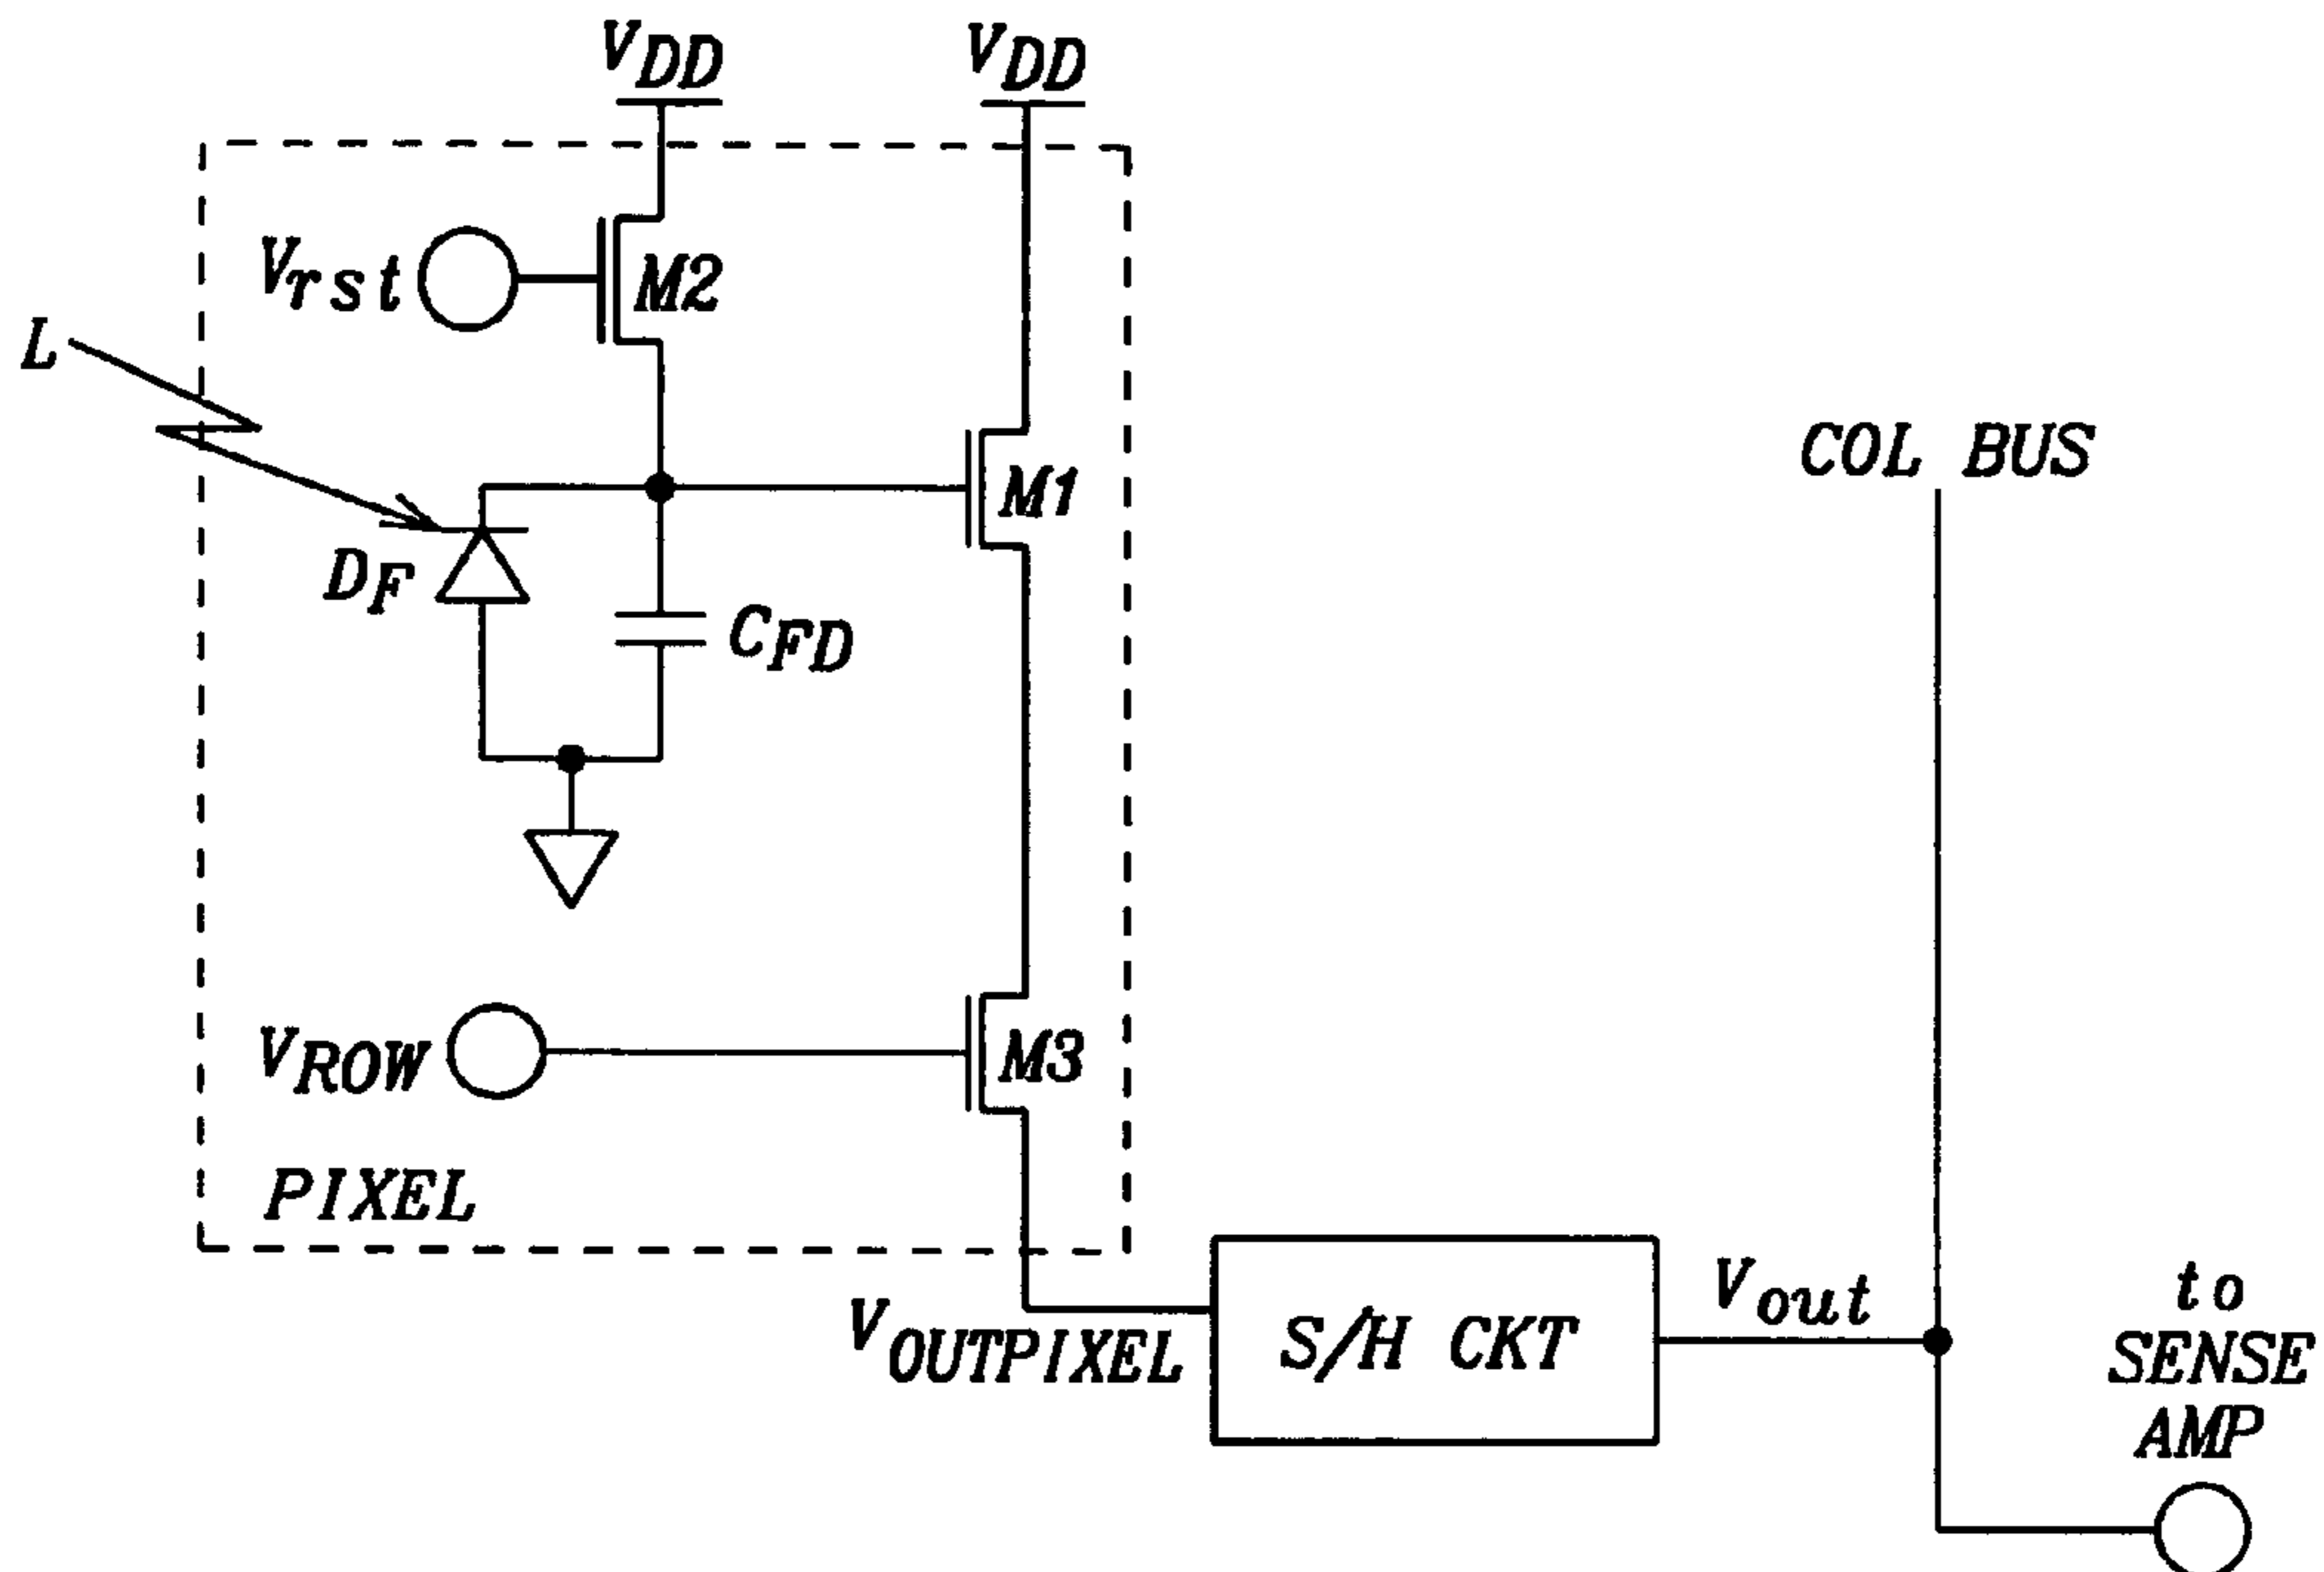 VDD
VDD
Vrst
M2
L
M1
COL BUS
DF
CFD
VROW
M3
PIXEL
VOUTPIXEL
S/H CKT
Vout
to
SENSE
AMP